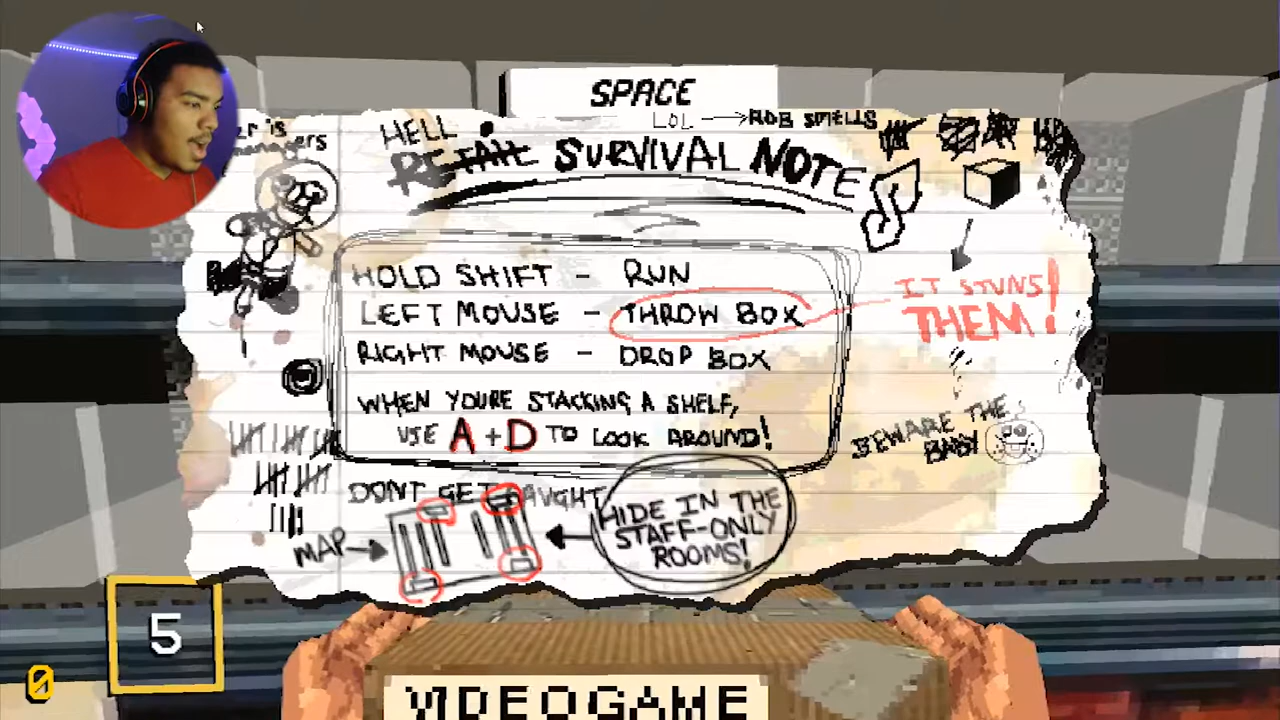 SPACE
LOL → ROB SMELLS
HELL
RETAIL SURVIVAL NOTE
HOLD SHIFT - RUN
LEFT MOUSE - THROW BOX
RIGHT MOUSE - DROP BOX
WHEN YOURE STACKING A SHELF,
USE A + D TO LOOK AROUND!
IT STUNS
THEM!
BEWARE THE
BABY
DONT GET CAUGHT
MAP
HIDE IN THE
STAFF-ONLY
ROOMS!
5
0
VIDEOGAME